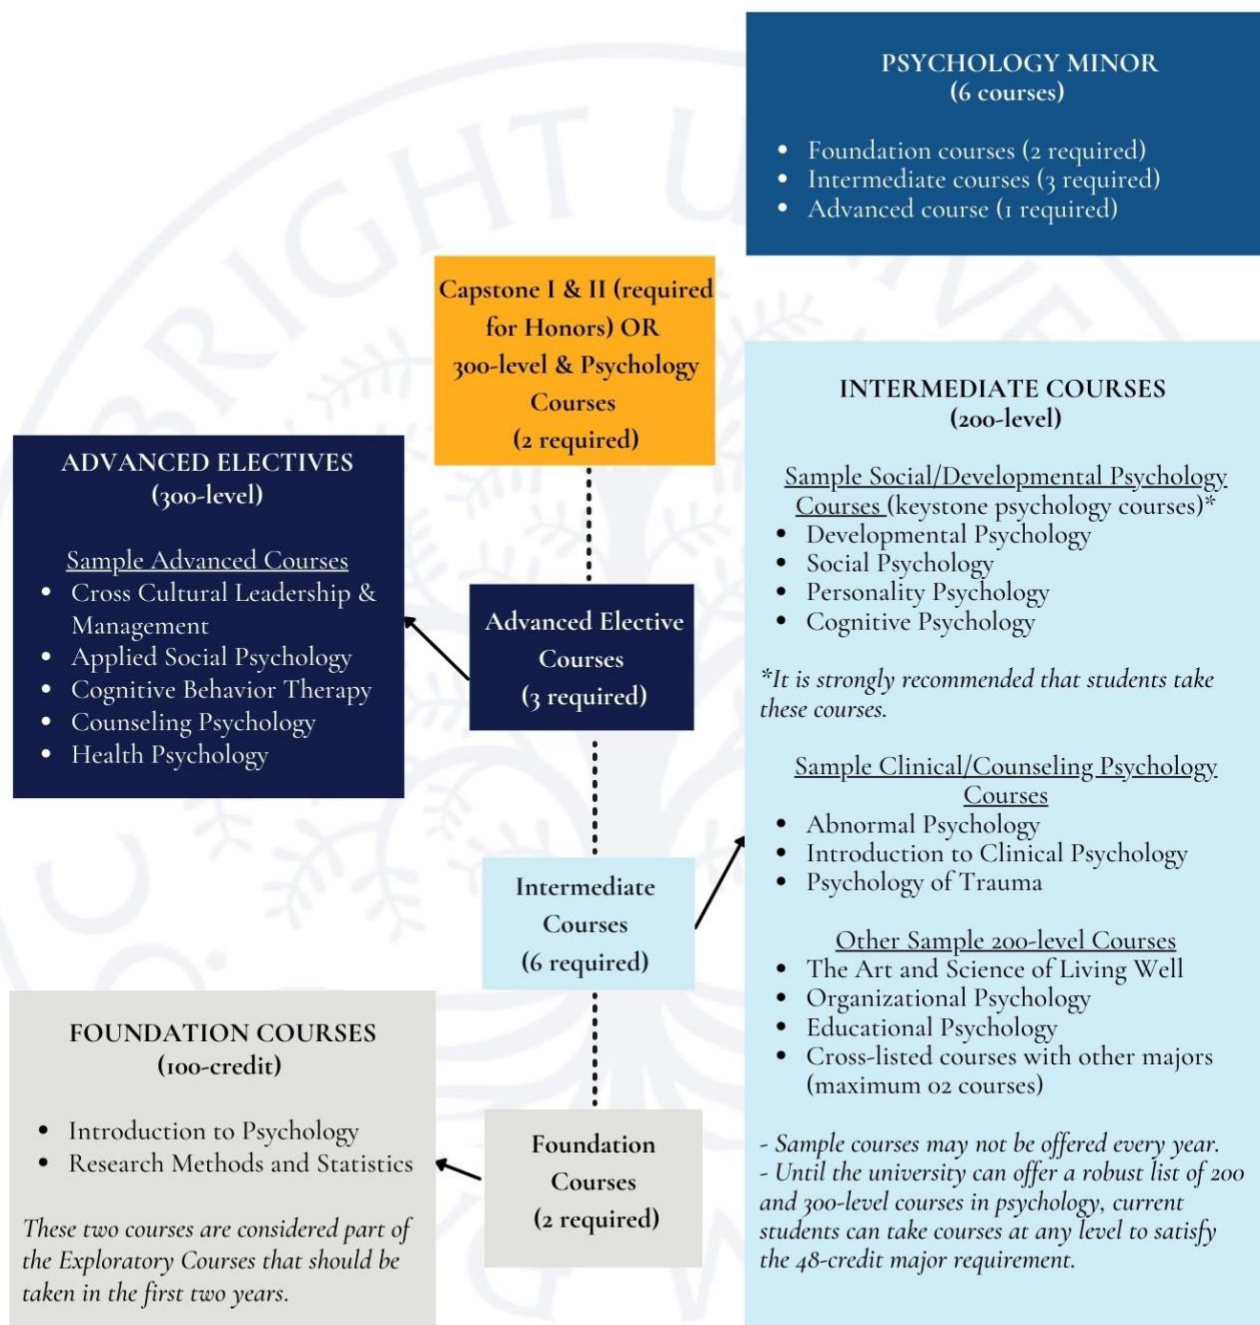 PSYCHOLOGY MINOR
(6 courses)
• Foundation courses (2 required)
• Intermediate courses (3 required)
• Advanced course (1 required)
Capstone I & II (required
for Honors) OR
300-level & Psychology
Courses
(2 required)
ADVANCED ELECTIVES
(300-level)
Sample Advanced Courses
• Cross Cultural Leadership &
Management
• Applied Social Psychology
• Cognitive Behavior Therapy
• Counseling Psychology
• Health Psychology
Advanced Elective
Courses
(3 required)
INTERMEDIATE COURSES
(200-level)
Sample Social/Developmental Psychology
Courses (keystone psychology courses)*
• Developmental Psychology
• Social Psychology
• Personality Psychology
• Cognitive Psychology
*It is strongly recommended that students take
these courses.
Sample Clinical/Counseling Psychology
Courses
• Abnormal Psychology
• Introduction to Clinical Psychology
• Psychology of Trauma
Other Sample 200-level Courses
• The Art and Science of Living Well
• Organizational Psychology
• Educational Psychology
• Cross-listed courses with other majors
(maximum 02 courses)
- Sample courses may not be offered every year.
- Until the university can offer a robust list of 200
and 300-level courses in psychology, current
students can take courses at any level to satisfy
the 48-credit major requirement.
Intermediate
Courses
(6 required)
FOUNDATION COURSES
(100-credit)
• Introduction to Psychology
• Research Methods and Statistics
These two courses are considered part of
the Exploratory Courses that should be
taken in the first two years.
Foundation
Courses
(2 required)